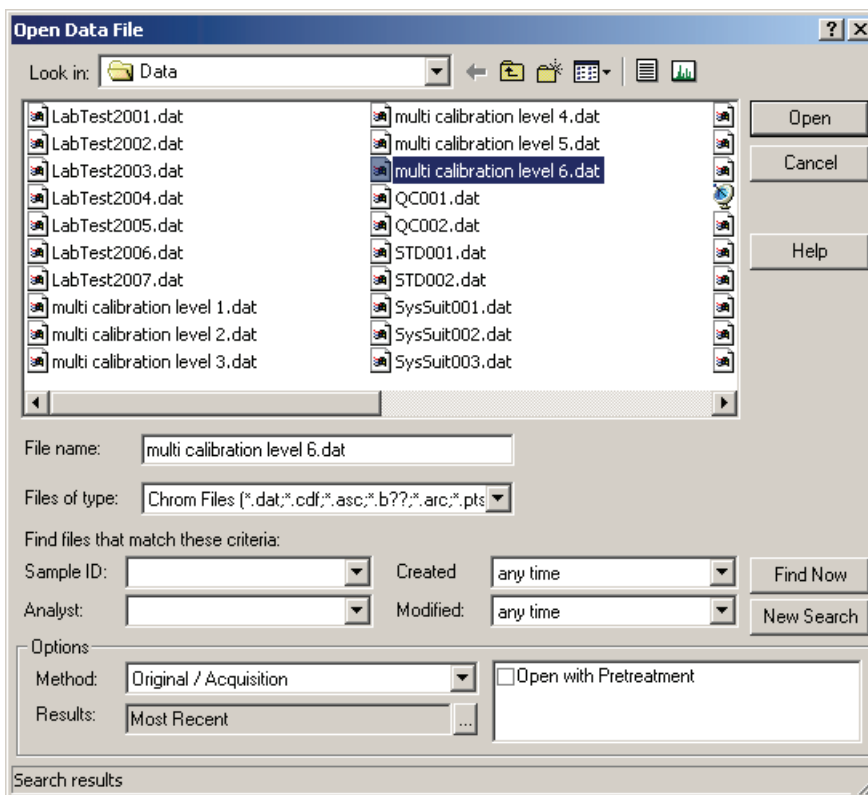 Open Data File
Look in: Data
LabTest2001.dat
LabTest2002.dat
LabTest2003.dat
LabTest2004.dat
LabTest2005.dat
LabTest2006.dat
LabTest2007.dat
multi calibration level 1.dat
multi calibration level 2.dat
multi calibration level 3.dat
multi calibration level 4.dat
multi calibration level 5.dat
multi calibration level 6.dat
QC001.dat
QC002.dat
STD001.dat
STD002.dat
SysSuit001.dat
SysSuit002.dat
SysSuit003.dat
Open
Cancel
Help
File name: multi calibration level 6.dat
Files of type: Chrom Files (*.dat;*.cdf;*.asc;*.b??;*.arc;*.pts
Find files that match these criteria:
Sample ID: Created any time Find Now
Analyst: Modified: any time New Search
Options
Method: Original / Acquisition Open with Pretreatment
Results: Most Recent ...
Search results